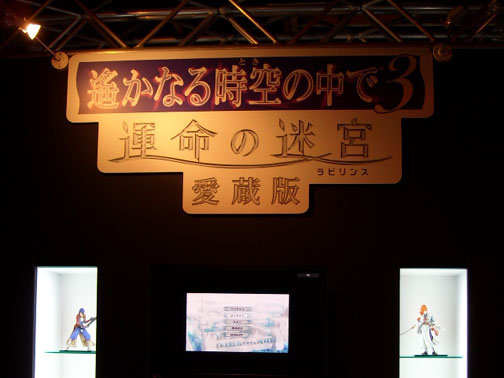 とき
遙かなる時空の中で3
運命の迷宮
ラビリンス
愛蔵版